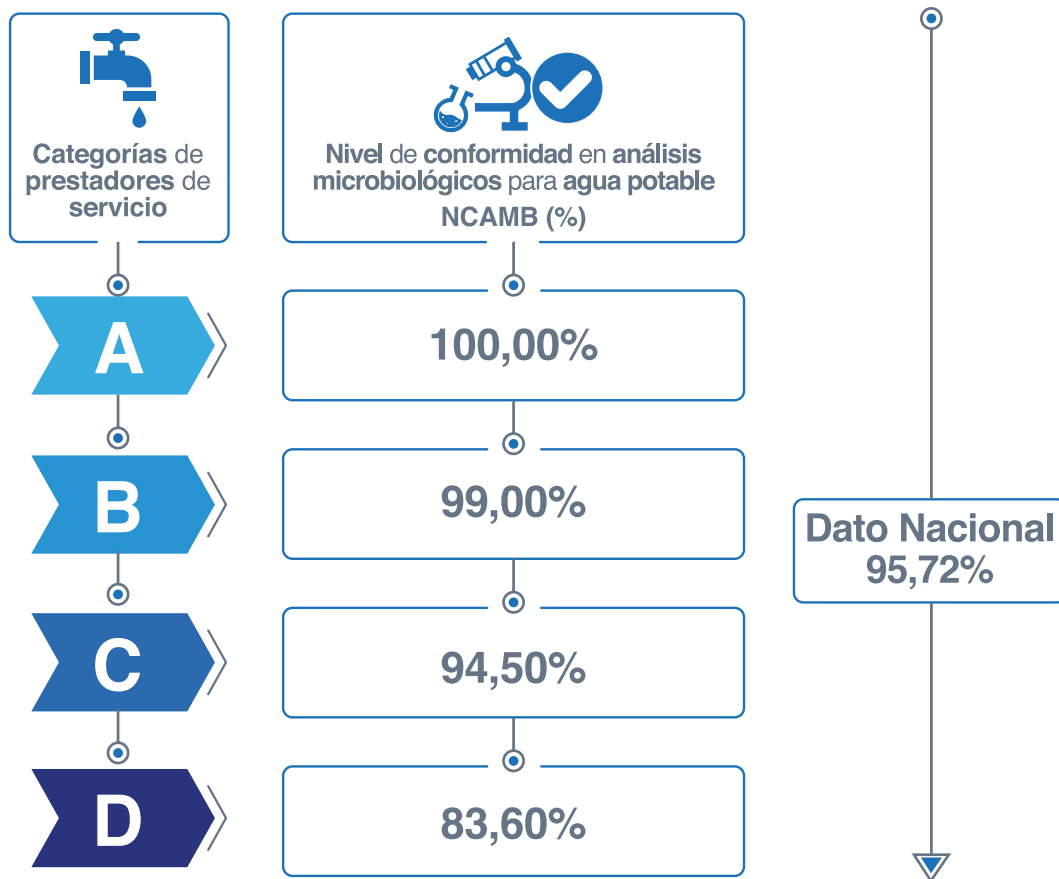 Categorías de
prestadores de
servicio
Nivel de conformidad en análisis
microbiológicos para agua potable
NCAMB (%)
A
100,00%
B
99,00%
C
94,50%
D
83,60%
Dato Nacional
95,72%